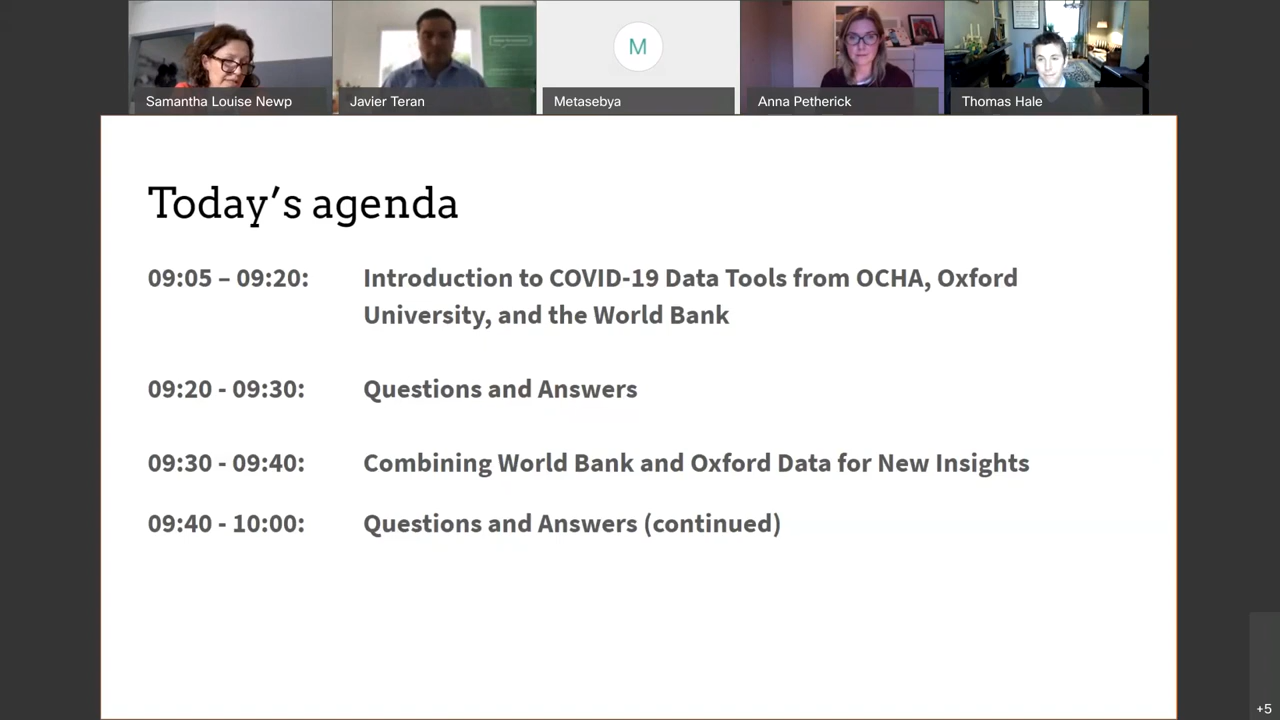 M
Samantha Louise Newp
Javier Teran
Metasebya
Anna Petherick
Thomas Hale
Today’s agenda
09:05 – 09:20: Introduction to COVID-19 Data Tools from OCHA, Oxford
University, and the World Bank
09:20 - 09:30: Questions and Answers
09:30 - 09:40: Combining World Bank and Oxford Data for New Insights
09:40 - 10:00: Questions and Answers (continued)
+5